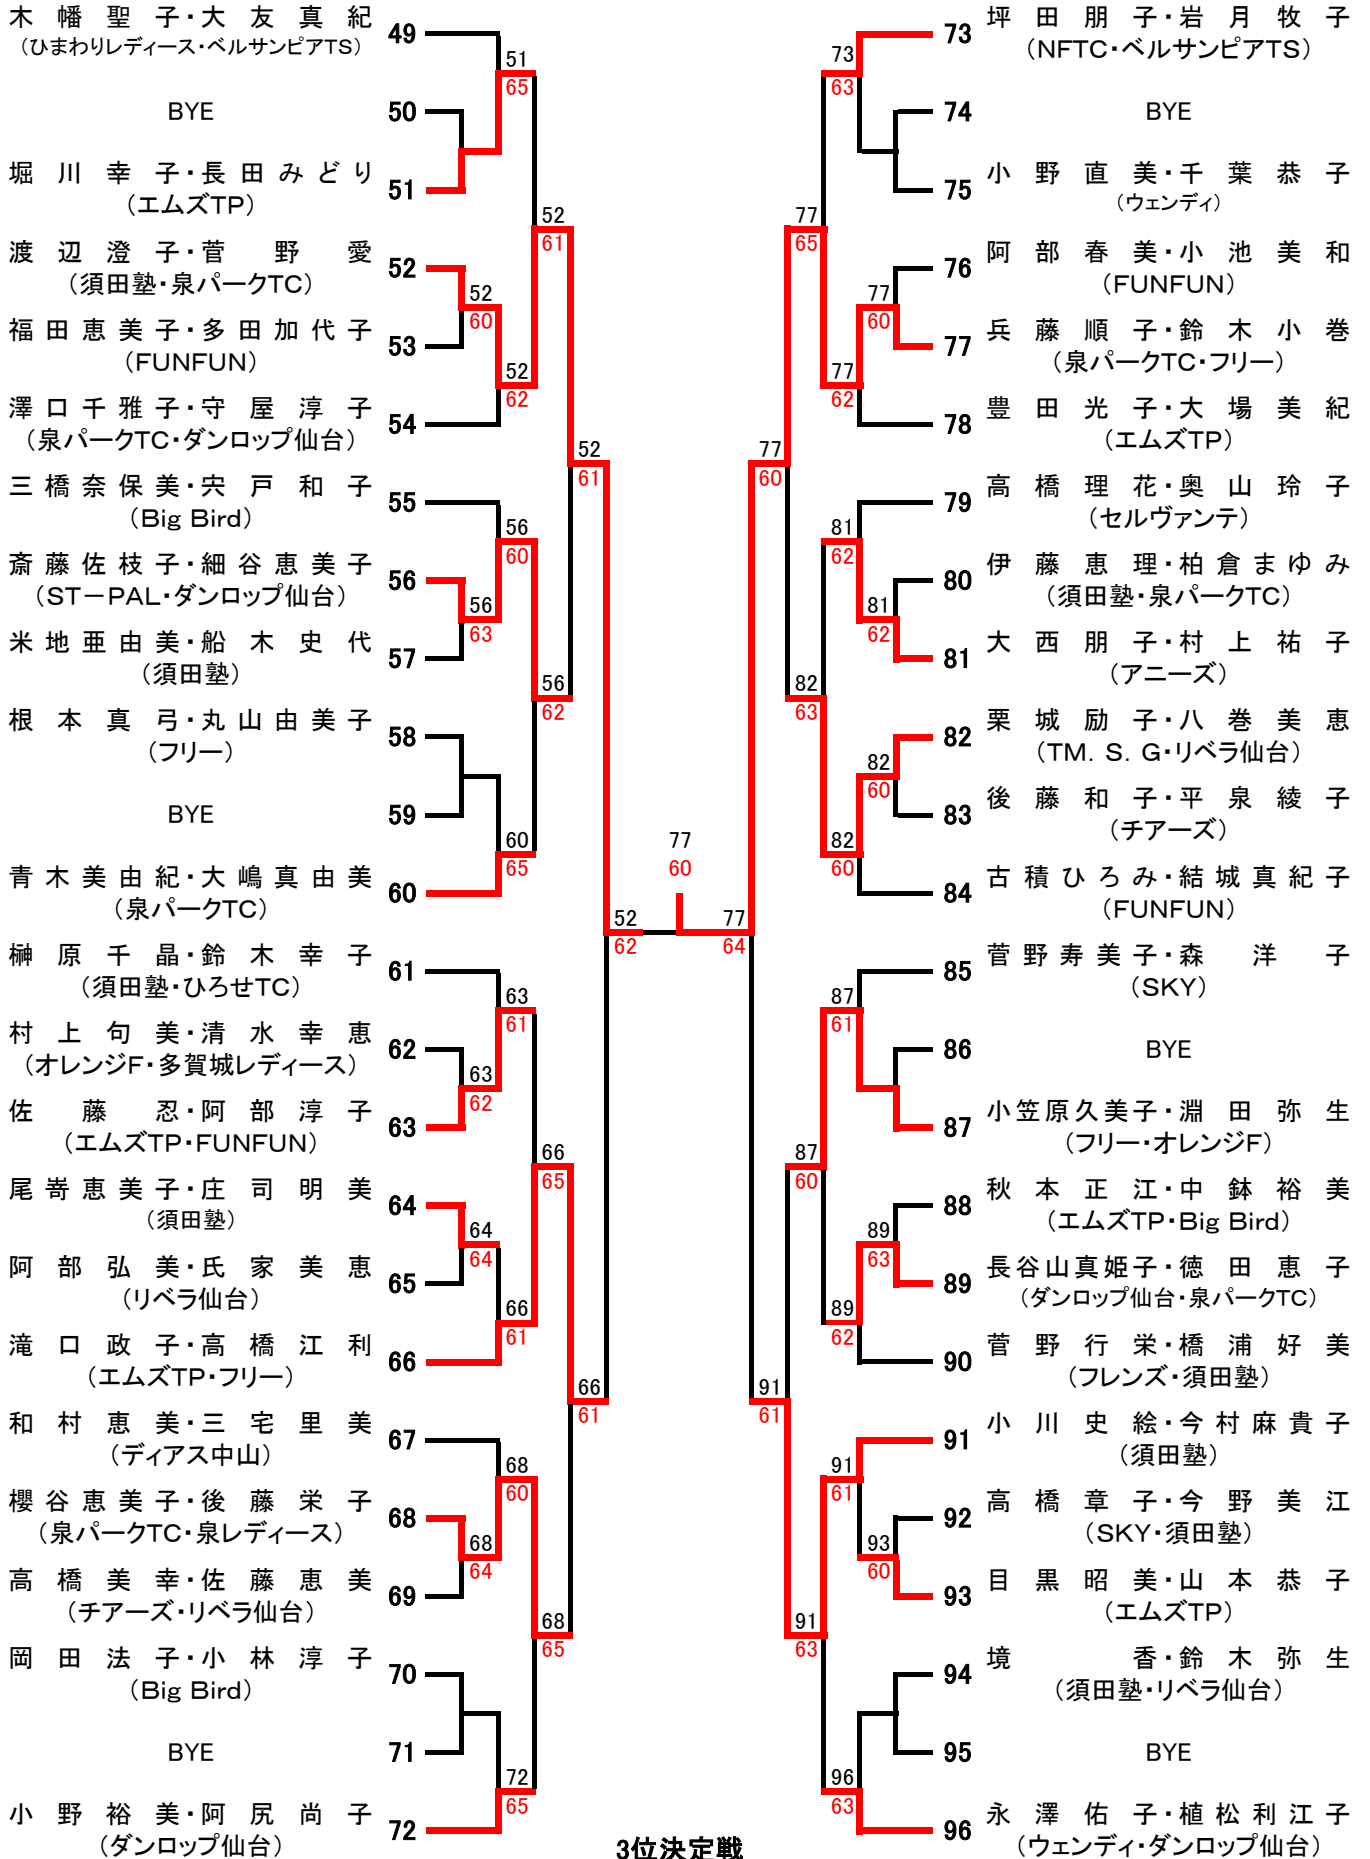 木幡聖子・大友真紀
(ひまわりレディース・ベルサンピアTS)
49
BYE
50
堀川幸子・長田みどり
(エムズTP)
51
51
65
渡辺澄子・菅野愛
(須田塾・泉パークTC)
52
52
60
福田恵美子・多田加代子
(FUNFUN)
53
52
61
澤口千雅子・守屋淳子
(泉パークTC・ダンロップ仙台)
54
52
62
三橋奈保美・宍戸和子
(Big Bird)
55
52
61
斎藤佐枝子・細谷恵美子
(ST－PAL・ダンロップ仙台)
56
56
60
56
63
米地亜由美・船木史代
(須田塾)
57
56
62
根本真弓・丸山由美子
(フリー)
58
BYE
59
青木美由紀・大嶋真由美
(泉パークTC)
60
60
65
52
62
榊原千晶・鈴木幸子
(須田塾・ひろせTC)
61
63
61
村上句美・清水幸恵
(オレンジF・多賀城レディース)
62
63
62
佐藤忍・阿部淳子
(エムズTP・FUNFUN)
63
66
65
尾嵜恵美子・庄司明美
(須田塾)
64
64
64
阿部弘美・氏家美恵
(リベラ仙台)
65
66
61
滝口政子・高橋江利
(エムズTP・フリー)
66
66
61
和村恵美・三宅里美
(ディアス中山)
67
68
60
櫻谷恵美子・後藤栄子
(泉パークTC・泉レディース)
68
68
64
高橋美幸・佐藤恵美
(チアーズ・リベラ仙台)
69
68
65
岡田法子・小林淳子
(Big Bird)
70
BYE
71
72
65
小野裕美・阿尻尚子
(ダンロップ仙台)
72
77
60
3位決定戦
73
坪田朋子・岩月牧子
(NFTC・ベルサンピアTS)
73
63
74
BYE
75
小野直美・千葉恭子
(ウェンディ)
77
65
76
阿部春美・小池美和
(FUNFUN)
77
60
77
兵藤順子・鈴木小巻
(泉パークTC・フリー)
77
62
78
豊田光子・大場美紀
(エムズTP)
77
60
79
高橋理花・奥山玲子
(セルヴァンテ)
81
62
80
伊藤恵理・柏倉まゆみ
(須田塾・泉パークTC)
81
62
81
大西朋子・村上祐子
(アニーズ)
82
63
82
栗城励子・八巻美恵
(TM．S．G・リベラ仙台)
82
60
83
後藤和子・平泉綾子
(チアーズ)
82
60
84
古積ひろみ・結城真紀子
(FUNFUN)
77
64
85
菅野寿美子・森洋子
(SKY)
87
61
86
BYE
87
小笠原久美子・淵田弥生
(フリー・オレンジF)
87
60
88
秋本正江・中鉢裕美
(エムズTP・Big Bird)
89
63
89
長谷山真姫子・徳田恵子
(ダンロップ仙台・泉パークTC)
89
62
90
菅野行栄・橋浦好美
(フレンズ・須田塾)
91
61
91
小川史絵・今村麻貴子
(須田塾)
91
61
92
高橋章子・今野美江
(SKY・須田塾)
93
60
93
目黒昭美・山本恭子
(エムズTP)
91
63
94
境香・鈴木弥生
(須田塾・リベラ仙台)
95
BYE
96
63
96
永澤佑子・植松利江子
(ウェンディ・ダンロップ仙台)